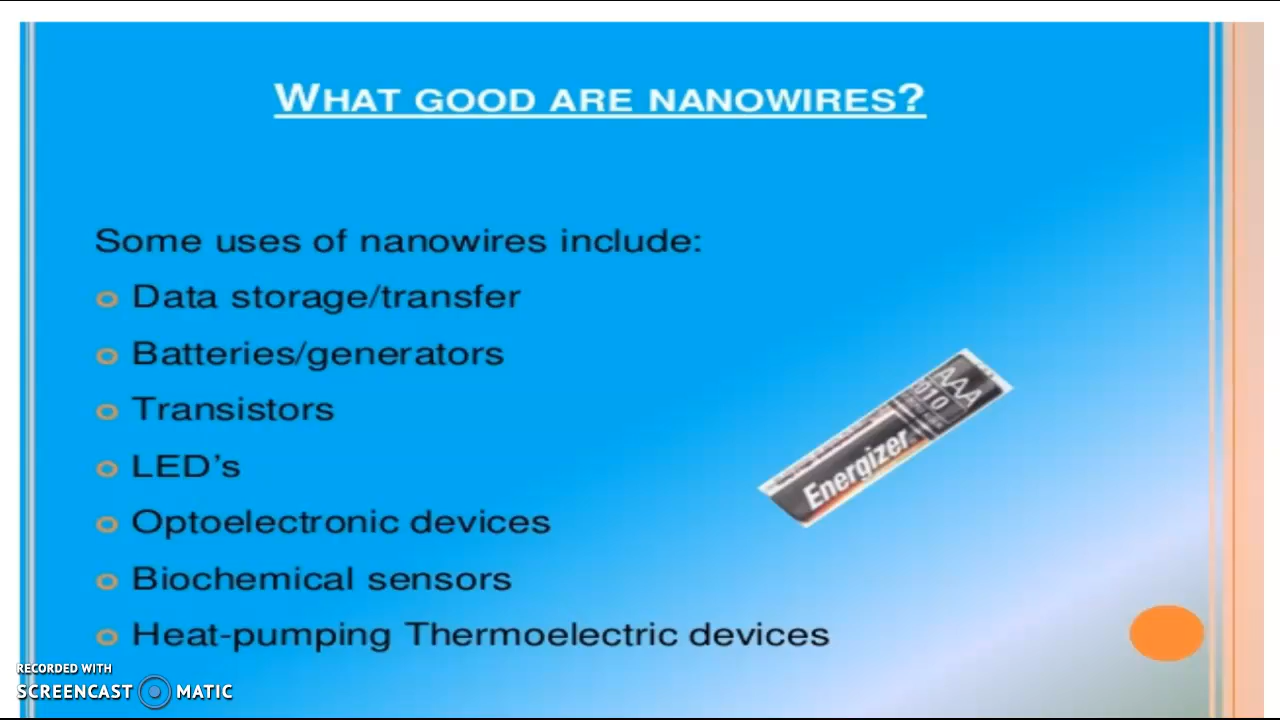 WHAT GOOD ARE NANOWIRES?
Some uses of nanowires include:
Data storage/transfer
Batteries/generators
Transistors
LED's
Optoelectronic devices
Biochemical sensors
Heat-pumping Thermoelectric devices
AAA
Energizer
RECORDED WITH
SCREENCAST MATIC